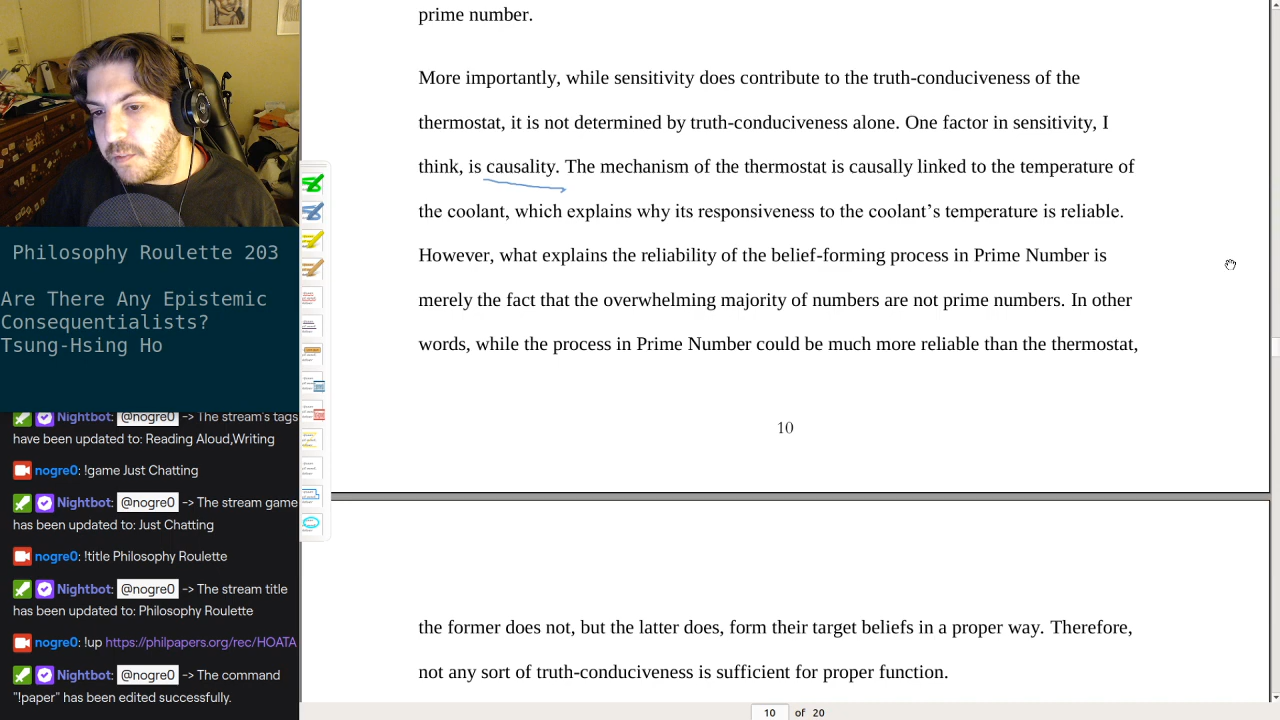 prime number.
More importantly, while sensitivity does contribute to the truth-conduciveness of the
thermostat, it is not determined by truth-conduciveness alone. One factor in sensitivity, I
think, is causality. The mechanism of the thermostat is causally linked to the temperature of
the coolant, which explains why its responsiveness to the coolant’s temperature is reliable.
However, what explains the reliability of the belief-forming process in Prime Number is
merely the fact that the overwhelming majority of numbers are not prime numbers. In other
words, while the process in Prime Number could be much more reliable than the thermostat,
10
the former does not, but the latter does, form their target beliefs in a proper way. Therefore,
not any sort of truth-conduciveness is sufficient for proper function.
10 of 20
Philosophy Roulette 203
Are There Any Epistemic
Consequentialists?
Tsung-Hsing Ho
Nightbot: @nogre0 -> The stream's tags
has been updated to: Reading Aloud,Writing
nogre0: !game Just Chatting
Nightbot: @nogre0 -> The stream game
has been updated to: Just Chatting
nogre0: !title Philosophy Roulette
Nightbot: @nogre0 -> The stream title
has been updated to: Philosophy Roulette
nogre0: !up https://philpapers.org/rec/HOATA
Nightbot: @nogre0 -> The command
"!paper" has been edited successfully.